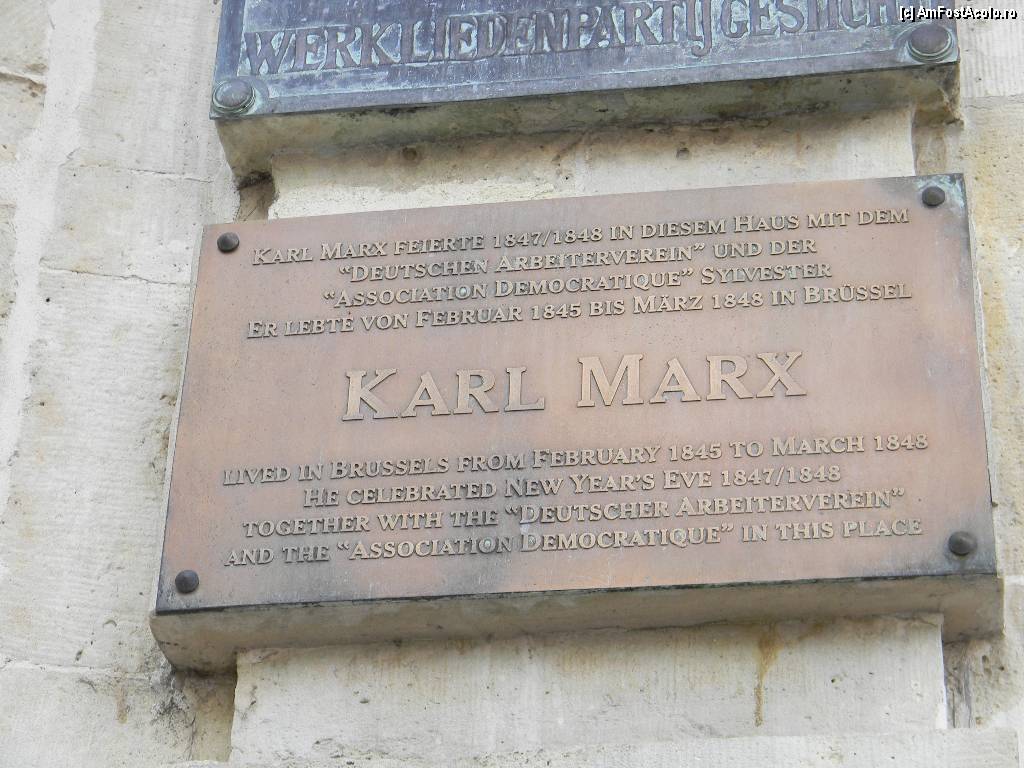 [c] AmFostAcolo.ro
WERKLIEDENPARTIJ GESTICHT
KARL MARX FEIERTE 1847/1848 IN DIESEM HAUS MIT DEM
"DEUTSCHEN ARBEITERVEREIN" UND DER
"ASSOCIATION DEMOCRATIQUE" SYLVESTER
ER LEBTE VON FEBRUAR 1845 BIS MÄRZ 1848 IN BRÜSSEL
KARL MARX
LIVED IN BRUSSELS FROM FEBRUARY 1845 TO MARCH 1848
HE CELEBRATED NEW YEAR'S EVE 1847/1848
TOGETHER WITH THE "DEUTSCHER ARBEITERVEREIN"
AND THE "ASSOCIATION DEMOCRATIQUE" IN THIS PLACE